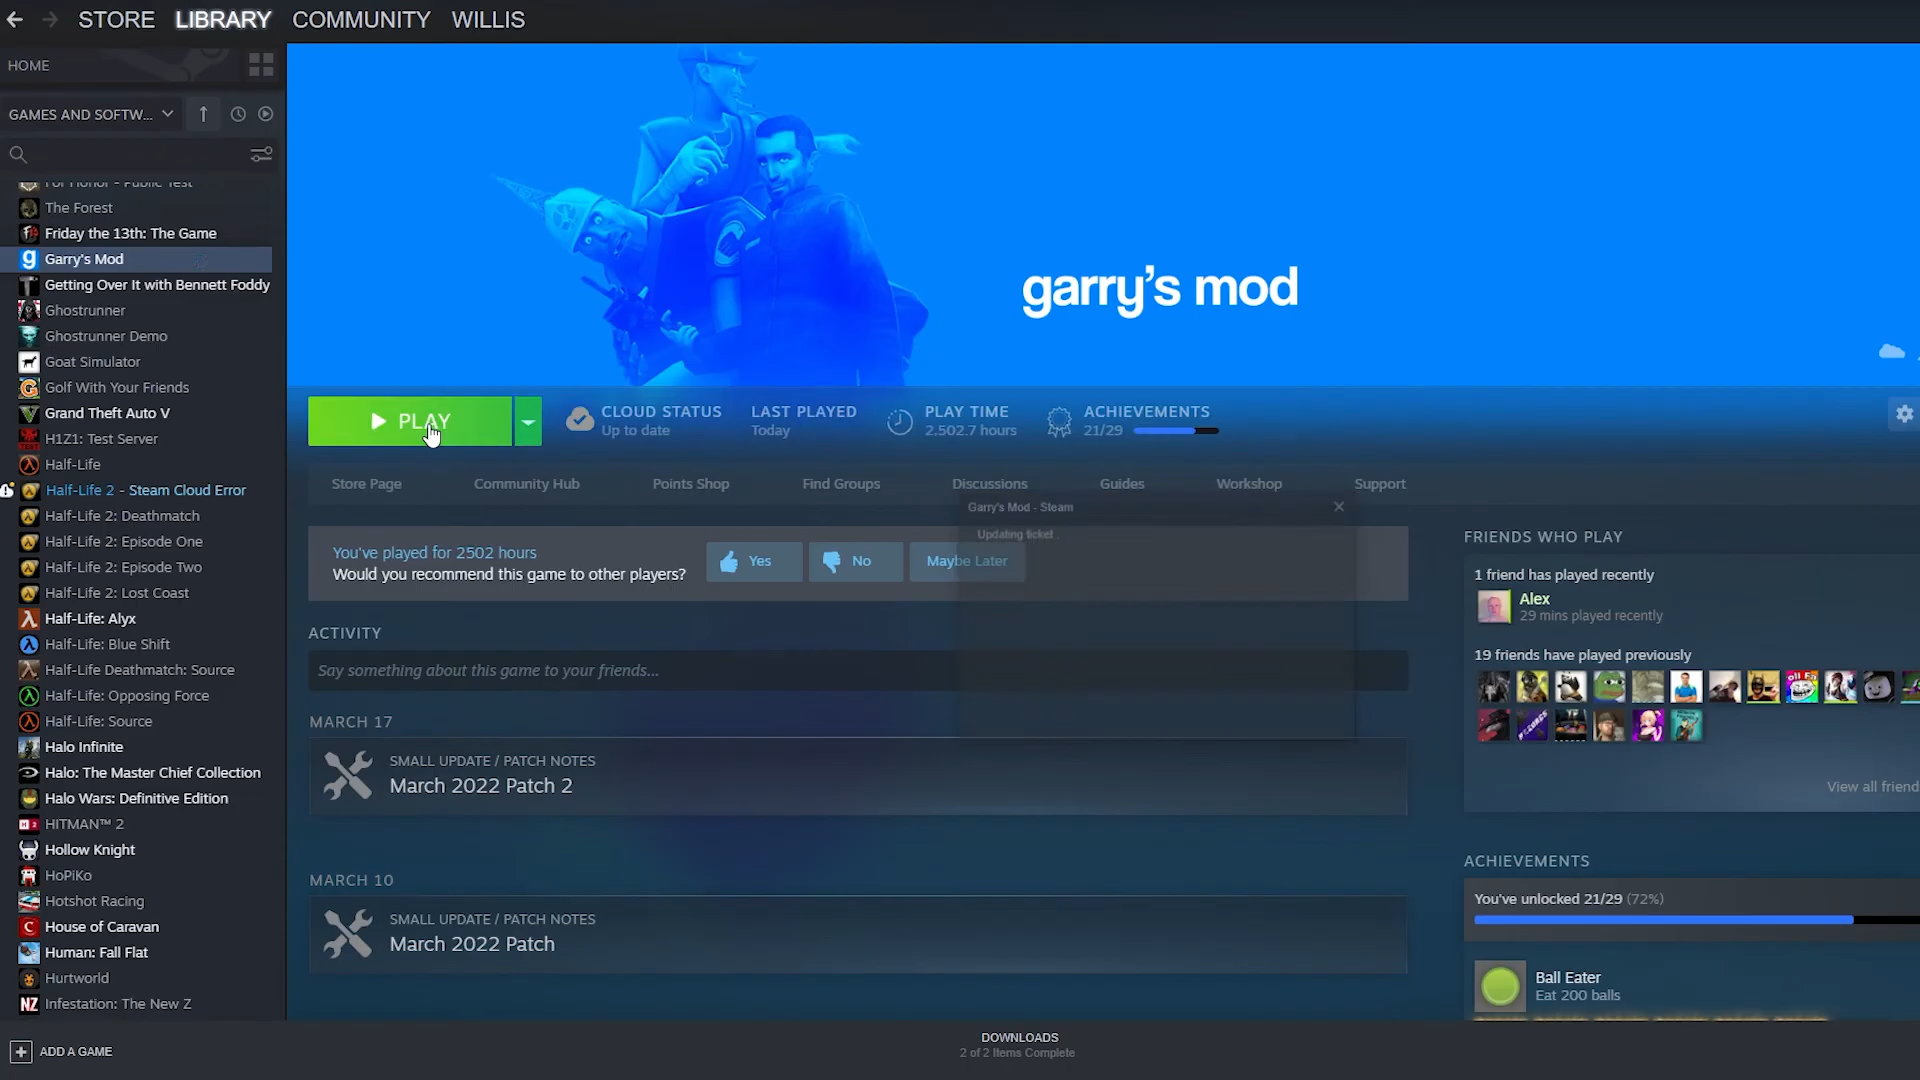 STORE LIBRARY COMMUNITY WILLIS
HOME
GAMES AND SOFTW...
For Honor - Public Test
The Forest
Friday the 13th: The Game
Garry's Mod
Getting Over It with Bennett Foddy
Ghostrunner
Ghostrunner Demo
Goat Simulator
Golf With Your Friends
Grand Theft Auto V
H1Z1: Test Server
Half-Life
Half-Life 2 - Steam Cloud Error
Half-Life 2: Deathmatch
Half-Life 2: Episode One
Half-Life 2: Episode Two
Half-Life 2: Lost Coast
Half-Life: Alyx
Half-Life: Blue Shift
Half-Life Deathmatch: Source
Half-Life: Opposing Force
Half-Life: Source
Halo Infinite
Halo: The Master Chief Collection
Halo Wars: Definitive Edition
HITMAN™ 2
Hollow Knight
HoPiKo
Hotshot Racing
House of Caravan
Human: Fall Flat
Hurtworld
Infestation: The New Z
ADD A GAME
garry's mod
PLAY
CLOUD STATUS
Up to date
LAST PLAYED
Today
PLAY TIME
2,502.7 hours
ACHIEVEMENTS
21/29
Store Page Community Hub Points Shop Find Groups Discussions Guides Workshop Support
Garry's Mod - Steam
Updating ticket .
You've played for 2502 hours
Would you recommend this game to other players?
Yes No Maybe Later
ACTIVITY
Say something about this game to your friends...
MARCH 17
SMALL UPDATE / PATCH NOTES
March 2022 Patch 2
MARCH 10
SMALL UPDATE / PATCH NOTES
March 2022 Patch
FRIENDS WHO PLAY
1 friend has played recently
Alex
29 mins played recently
19 friends have played previously
View all friend
ACHIEVEMENTS
You've unlocked 21/29 (72%)
Ball Eater
Eat 200 balls
DOWNLOADS
2 of 2 Items Complete